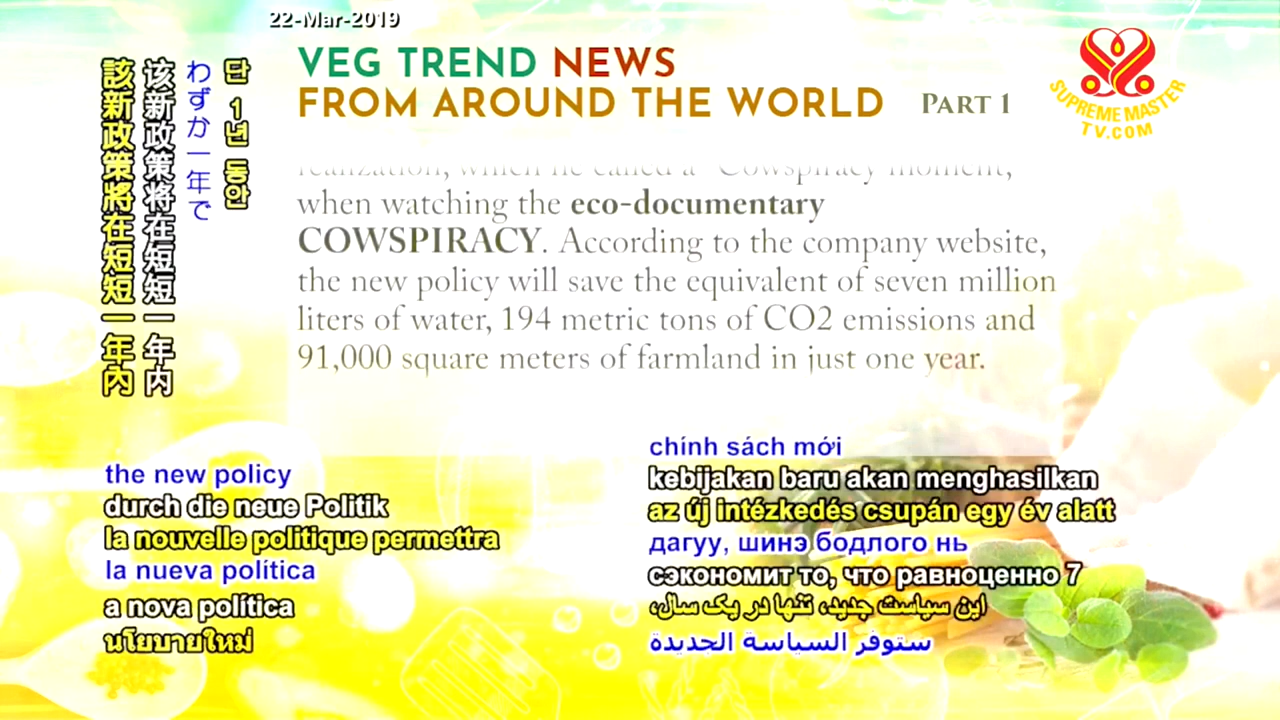 22-Mar-2019
VEG TREND NEWS
FROM AROUND THE WORLD
PART 1
SUPREME MASTER
TV.COM
realization, which he called a "Cowspiracy moment,"
when watching the eco-documentary
COWSPIRACY. According to the company website,
the new policy will save the equivalent of seven million
liters of water, 194 metric tons of CO2 emissions and
91,000 square meters of farmland in just one year.
該新政策將在短短一年內
该新政策将在短短一年内
わずか一年で
단 1년 동안
the new policy
durch die neue Politik
la nouvelle politique permettra
la nueva política
a nova política
นโยบายใหม่
chính sách mới
kebijakan baru akan menghasilkan
az új intézkedés csupán egy év alatt
дагуу, шинэ бодлого нь
сэкономит то, что равноценно 7
این سیاست جدید، تنها در یک سال،
ستوفر السياسة الجديدة